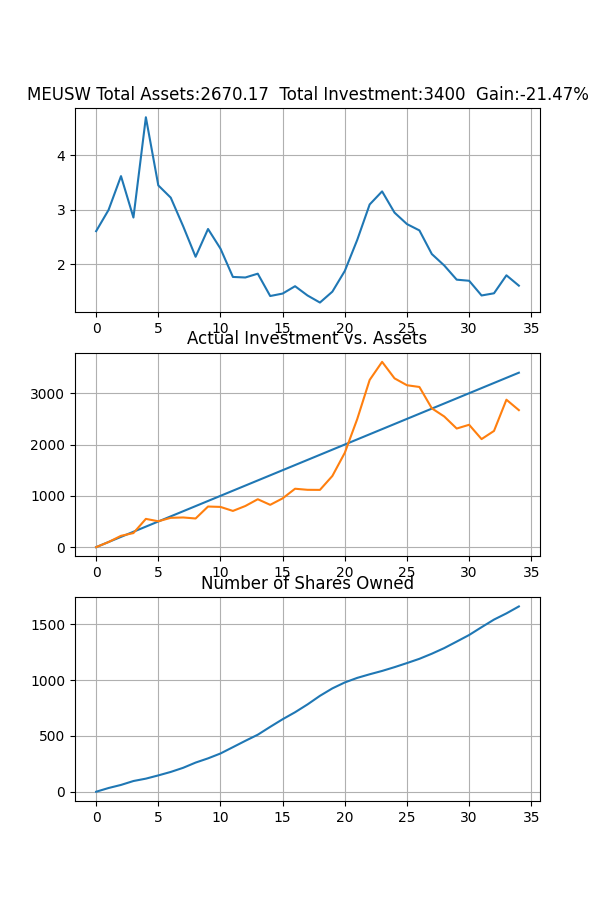 MEUSW Total Assets:2670.17  Total Investment:3400  Gain:-21.47%
4
3
2
0 5 10 15 20 25 30 35
Actual Investment vs. Assets
3000
2000
1000
0
0 5 10 15 20 25 30 35
Number of Shares Owned
1500
1000
500
0
0 5 10 15 20 25 30 35